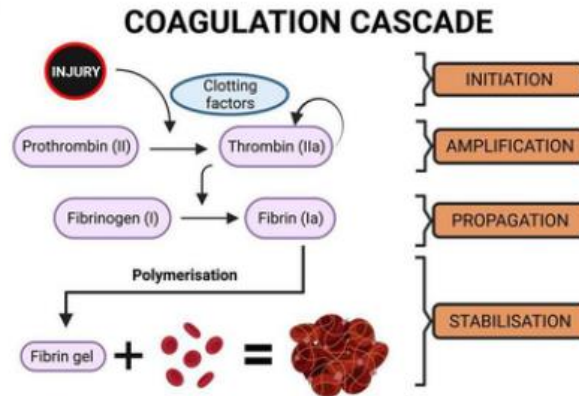 COAGULATION CASCADE
INJURY
Clotting
factors
INITIATION
Prothrombin (II)
Thrombin (IIa)
AMPLIFICATION
Fibrinogen (I)
Fibrin (Ia)
PROPAGATION
Polymerisation
STABILISATION
Fibrin gel
+
=